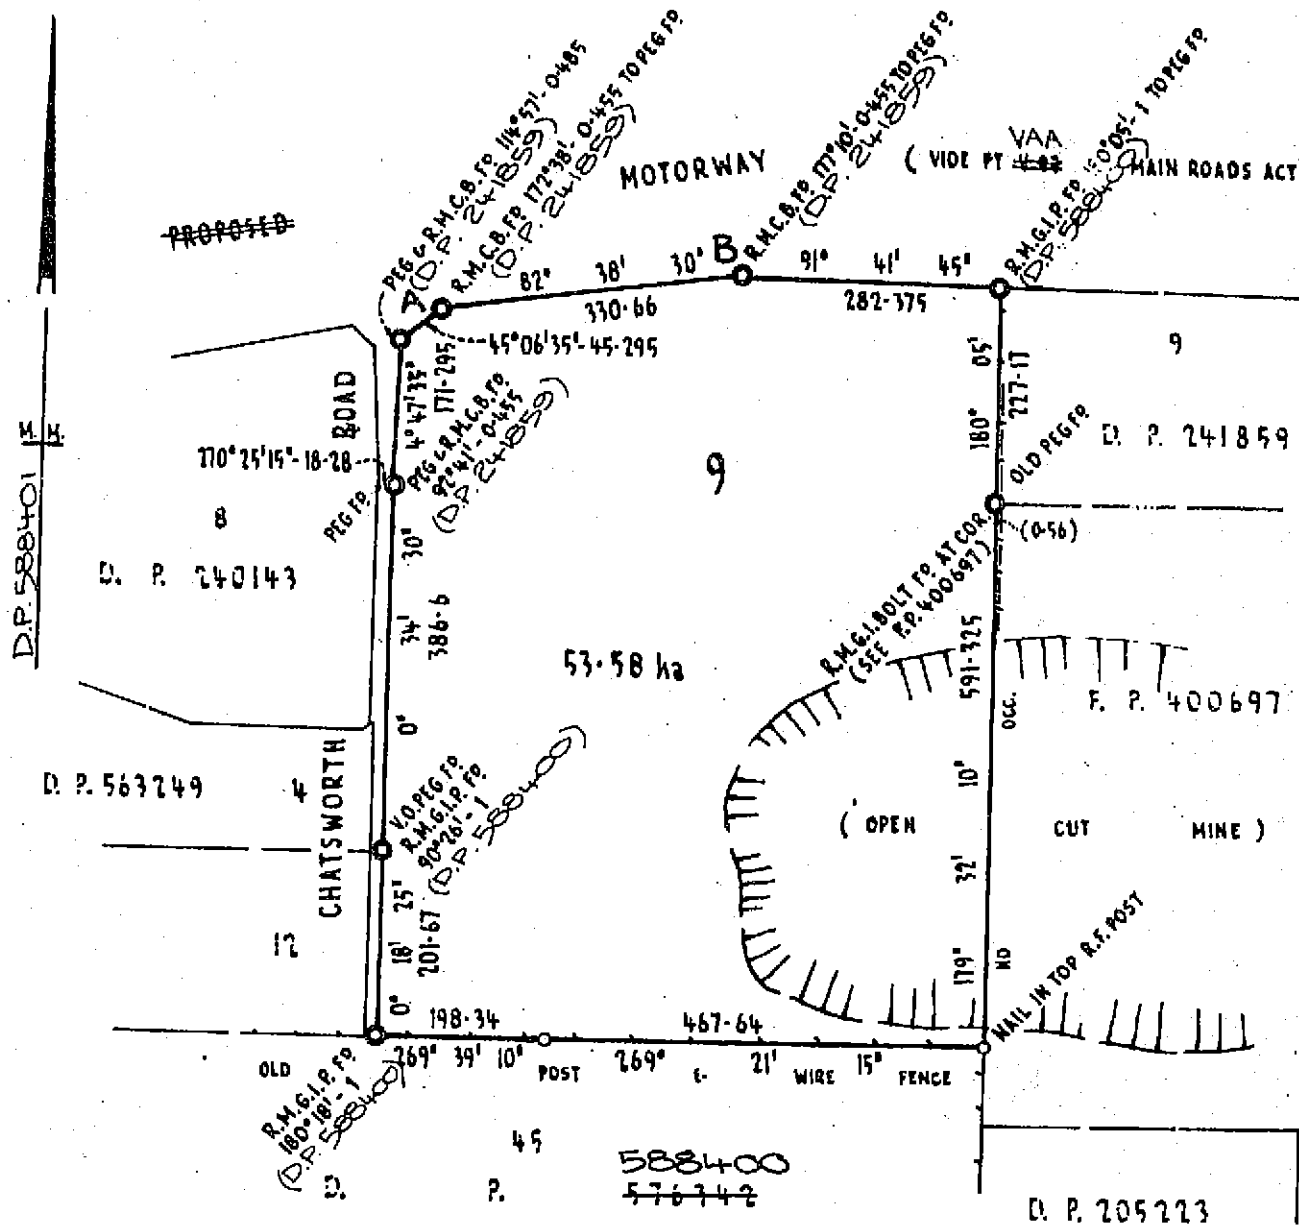 PEG & R.M.C.B. FD. 114°57'- 0·485
(D.P. 241859)
R.M.C.B. FD. 172°38'- 0·455 TO PEG FD
(D.P. 241859)
R.M.C.B. FD. 177°10'- 0·455 TO PEG FD
(D.P. 241859)
R.M.G.I.P. FD 180°05'- 1 TO PEG FD
(D.P. 588400)
PROPOSED
MOTORWAY
( VIDE PT
VAA
MAIN ROADS ACT
A
B
82° 38' 30"
330·66
91° 41' 45"
282·375
45°06'35"- 45·295
4°47'35"
171·295
ROAD
270°25'15"- 18·28
PEG FD.
PEG & R.M.C.B. FD.
92°41'- 0·455
(D.P. 241859)
9
180° 05'
227·17
9
D. P. 241859
OLD PEG FD
(0·56)
R.M.G.I. BOLT FD. AT COR.
(SEE F.P. 400697)
M. M.
D.P. 588401
8
D. P. 240143
0° 34' 30"
386·6
53·58 ha
591·325
179° 32' 10"
OCC.
NO
F. P. 400697
D. P. 563249
4
CHATSWORTH
V.O. PEG FD.
R.M.G.I.P. FD
90°26'- 1
(D.P. 588400)
( OPEN CUT MINE )
12
0° 18' 25"
201·67
NAIL IN TOP R.F. POST
198·34
467·64
269° 39' 10"
269° 21' 15"
OLD POST & WIRE FENCE
R.M.G.I.P. FD
180°18'- 1
(D.P. 588400)
45
D. P.
588400
576342
D. P. 205223